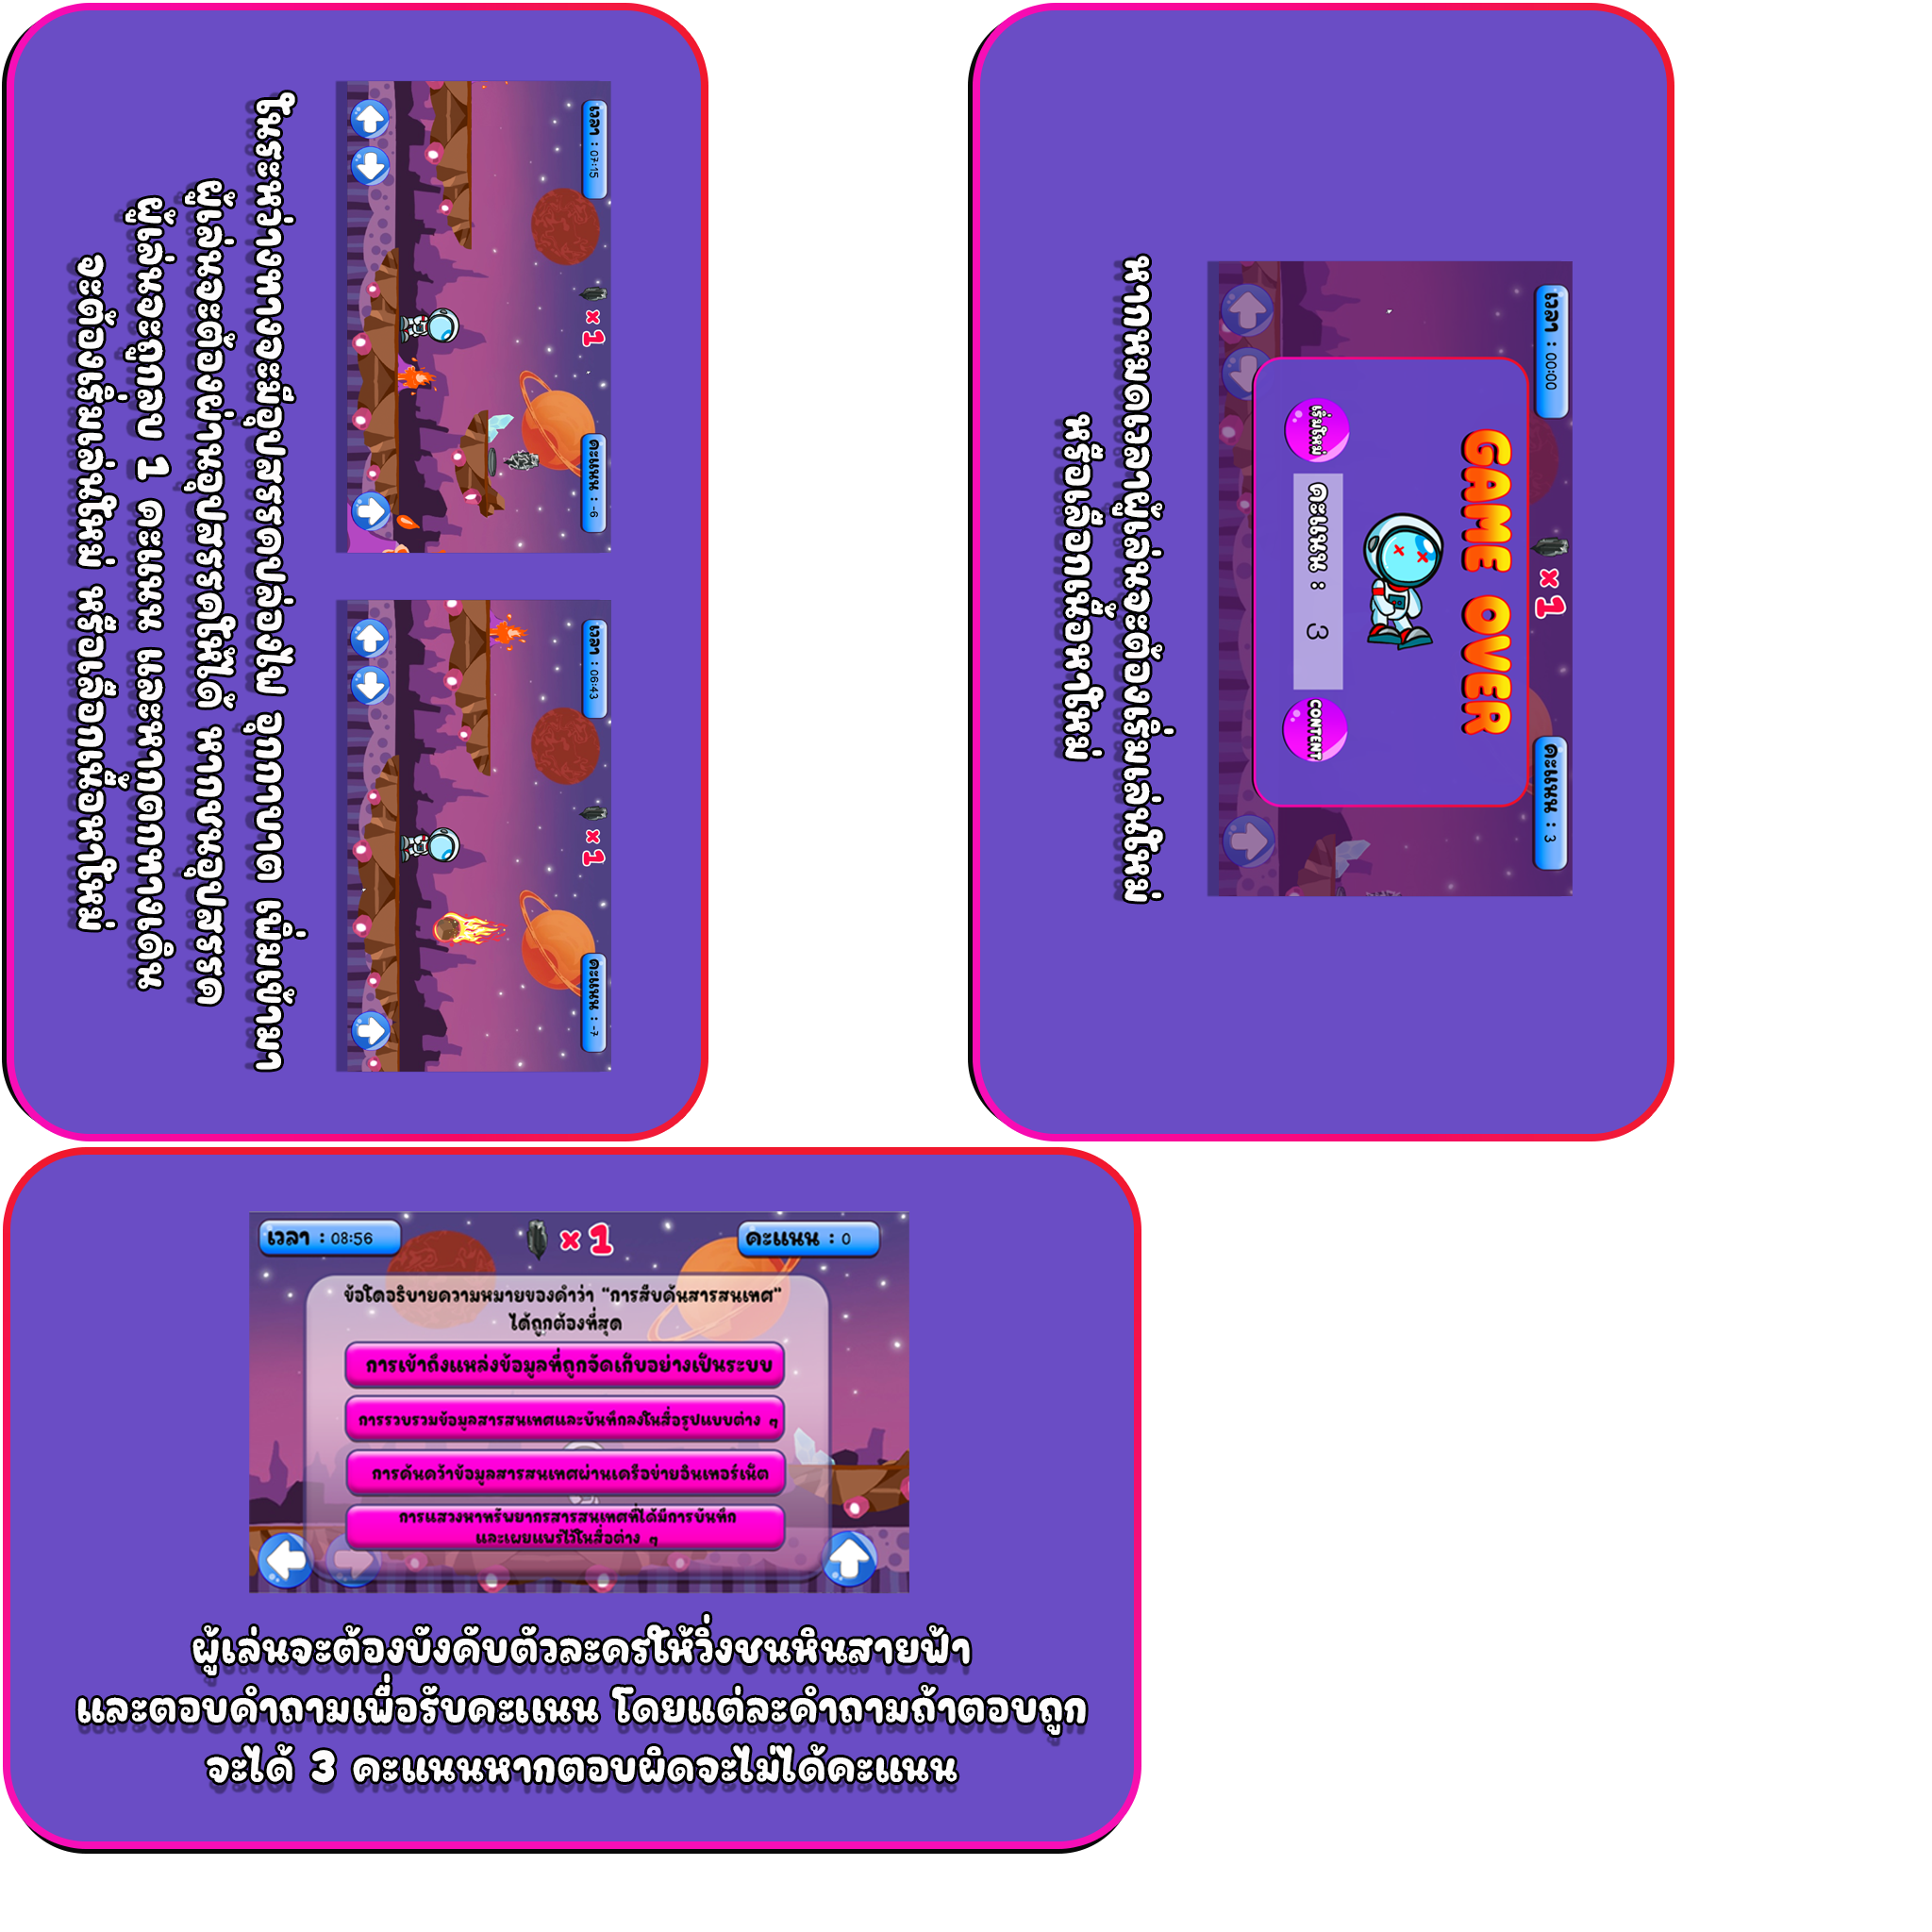 เวลา : 07:15
×1
คะแนน : -6
เวลา : 06:43
×1
คะแนน : -7
ในระหว่างทางจะมีอุปสรรคปล่องไฟ อุกกาบาต เพิ่มเข้ามา
ผู้เล่นจะต้องผ่านอุปสรรคให้ได้ หากชนอุปสรรค
ผู้เล่นจะถูกลบ 1 คะแนน และหากตกทางเดิน
จะต้องเริ่มเล่นใหม่ หรือเลือกเนื้อหาใหม่
เวลา : 00:00
×1
คะแนน : 3
GAME OVER
คะแนน : 3
เริ่มใหม่
CONTENT
หากหมดเวลาผู้เล่นจะต้องเริ่มเล่นใหม่
หรือเลือกเนื้อหาใหม่
เวลา : 08:56
×1
คะแนน : 0
ข้อใดอธิบายความหมายของคำว่า "การสืบค้นสารสนเทศ"
ได้ถูกต้องที่สุด
การเข้าถึงแหล่งข้อมูลที่ถูกจัดเก็บอย่างเป็นระบบ
การรวบรวมข้อมูลสารสนเทศและบันทึกลงในสื่อรูปแบบต่าง ๆ
การค้นคว้าข้อมูลสารสนเทศผ่านเครือข่ายอินเทอร์เน็ต
การแสวงหาทรัพยากรสารสนเทศที่ได้มีการบันทึก
และเผยแพร่ไว้ในสื่อต่าง ๆ
ผู้เล่นจะต้องบังคับตัวละครให้วิ่งชนหินสายฟ้า
และตอบคำถามเพื่อรับคะแนน โดยแต่ละคำถามถ้าตอบถูก
จะได้ 3 คะแนนหากตอบผิดจะไม่ได้คะแนน